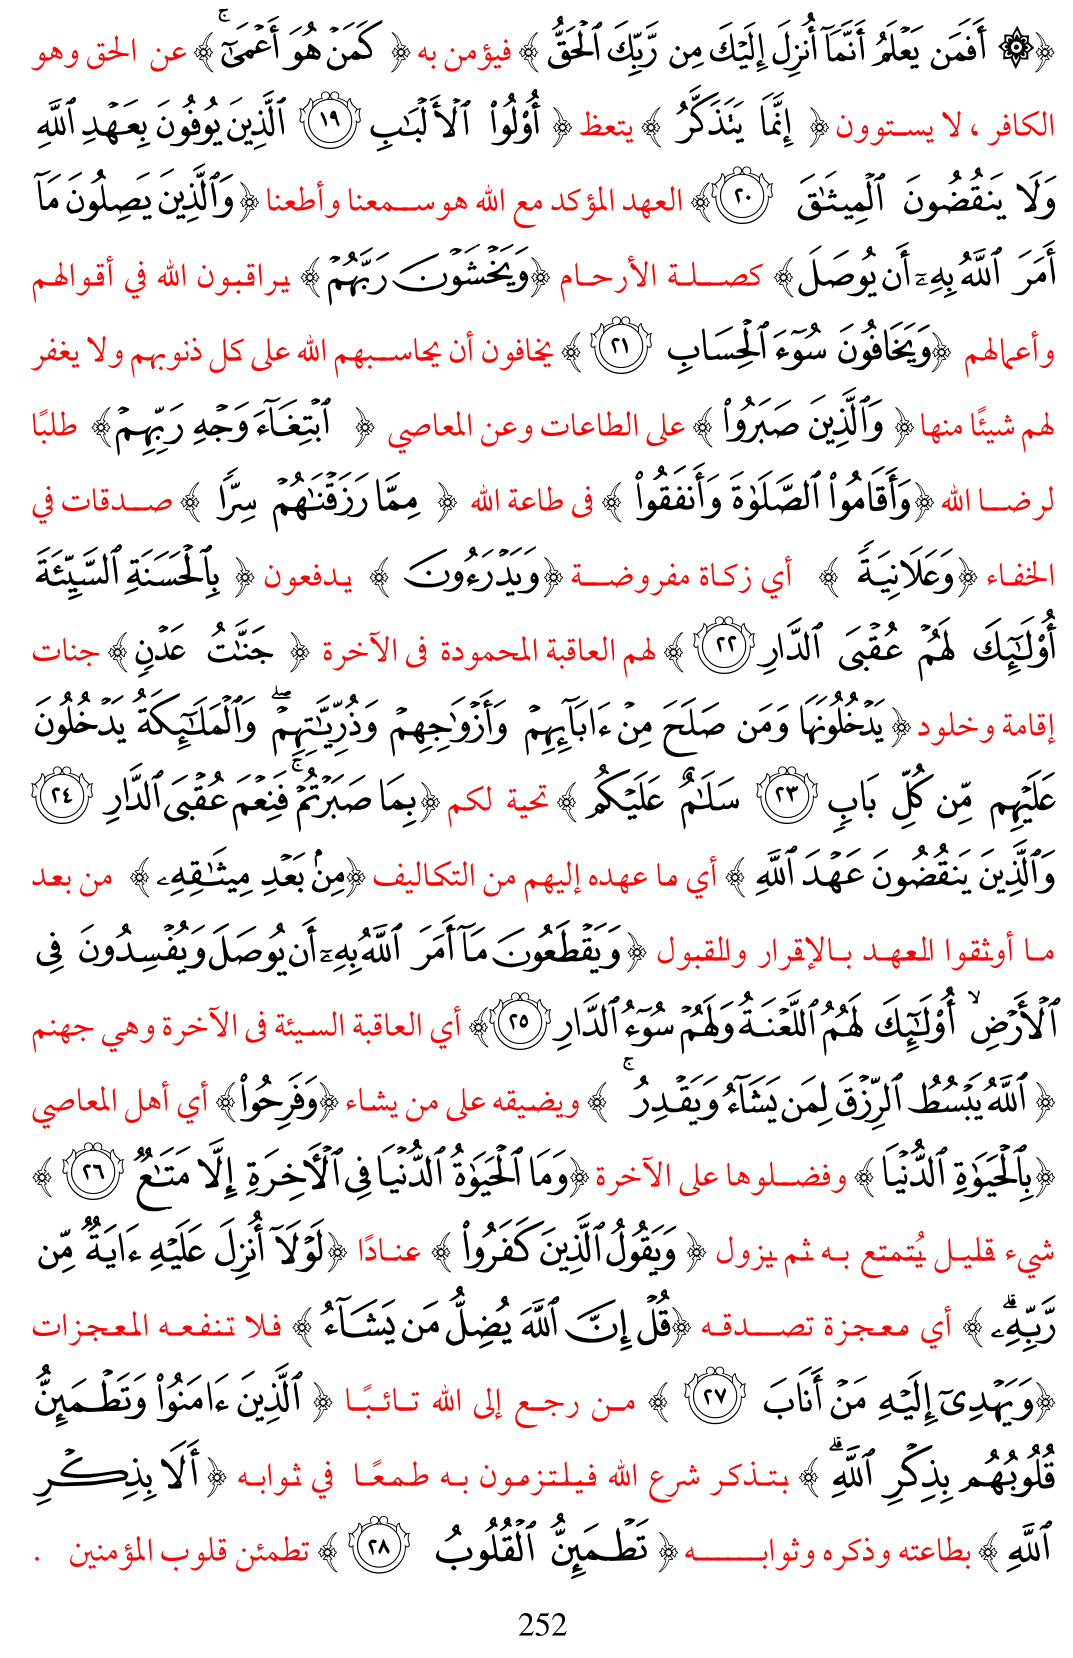 ﴿۞ أَفَمَن يَعۡلَمُ أَنَّمَآ أُنزِلَ إِلَيۡكَ مِن رَّبِّكَ ٱلۡحَقُّ ﴾ فيؤمن به ﴿ كَمَنۡ هُوَ أَعۡمَىٰٓۚ ﴾ عن الحق وهو
الكافر ، لا يستوون ﴿ إِنَّمَا يَتَذَكَّرُ ﴾ يتعظ ﴿ أُوْلُواْ ٱلۡأَلۡبَٰبِ ١٩ ٱلَّذِينَ يُوفُونَ بِعَهۡدِ ٱللَّهِ
وَلَا يَنقُضُونَ ٱلۡمِيثَٰقَ ٢٠﴾ العهد المؤكد مع الله هو سمعنا وأطعنا ﴿وَٱلَّذِينَ يَصِلُونَ مَآ
أَمَرَ ٱللَّهُ بِهِۦٓ أَن يُوصَلَ﴾ كصلة الأرحام ﴿وَيَخۡشَوۡنَ رَبَّهُمۡ ﴾ يراقبون الله في أقوالهم
وأعمالهم ﴿وَيَخَافُونَ سُوٓءَ ٱلۡحِسَابِ ٢١ ﴾ يخافون أن يحاسبهم الله على كل ذنوبهم ولا يغفر
لهم شيئًا منها ﴿ وَٱلَّذِينَ صَبَرُواْ ﴾ على الطاعات وعن المعاصي ﴿ ٱبۡتِغَآءَ وَجۡهِ رَبِّهِمۡ﴾ طلبًا
لرضا الله ﴿وَأَقَامُواْ ٱلصَّلَوٰةَ وَأَنفَقُواْ ﴾ فى طاعة الله ﴿ مِمَّا رَزَقۡنَٰهُمۡ سِرّٗا ﴾ صدقات في
الخفاء ﴿وَعَلَانِيَةٗ ﴾ أي زكاة مفروضة ﴿وَيَدۡرَءُونَ ﴾ يدفعون ﴿ بِٱلۡحَسَنَةِ ٱلسَّيِّئَةَ
أُوْلَٰٓئِكَ لَهُمۡ عُقۡبَى ٱلدَّارِ ٢٢ ﴾ لهم العاقبة المحمودة فى الآخرة ﴿ جَنَّٰتُ عَدۡنٖ ﴾ جنات
إقامة وخلود ﴿ يَدۡخُلُونَهَا وَمَن صَلَحَ مِنۡ ءَابَآئِهِمۡ وَأَزۡوَٰجِهِمۡ وَذُرِّيَّٰتِهِمۡۖ وَٱلۡمَلَٰٓئِكَةُ يَدۡخُلُونَ
عَلَيۡهِم مِّن كُلِّ بَابٖ ٢٣ سَلَٰمٌ عَلَيۡكُم ﴾ تحية لكم ﴿بِمَا صَبَرۡتُمۡۚ فَنِعۡمَ عُقۡبَى ٱلدَّارِ ٢٤
وَٱلَّذِينَ يَنقُضُونَ عَهۡدَ ٱللَّهِ ﴾ أي ما عهده إليهم من التكاليف ﴿مِنۢ بَعۡدِ مِيثَٰقِهِۦ ﴾ من بعد
ما أوثقوا العهد بالإقرار والقبول ﴿ وَيَقۡطَعُونَ مَآ أَمَرَ ٱللَّهُ بِهِۦٓ أَن يُوصَلَ وَيُفۡسِدُونَ فِي
ٱلۡأَرۡضِ أُوْلَٰٓئِكَ لَهُمُ ٱللَّعۡنَةُ وَلَهُمۡ سُوٓءُ ٱلدَّارِ ٢٥﴾ أي العاقبة السيئة فى الآخرة وهي جهنم
﴿ ٱللَّهُ يَبۡسُطُ ٱلرِّزۡقَ لِمَن يَشَآءُ وَيَقۡدِرُۚ ﴾ ويضيقه على من يشاء ﴿وَفَرِحُواْ﴾ أي أهل المعاصي
﴿بِٱلۡحَيَوٰةِ ٱلدُّنۡيَا ﴾ وفضلوها على الآخرة ﴿وَمَا ٱلۡحَيَوٰةُ ٱلدُّنۡيَا فِي ٱلۡأٓخِرَةِ إِلَّا مَتَٰعٞ ٢٦ ﴾
شيء قليل يُتمتع به ثم يزول ﴿ وَيَقُولُ ٱلَّذِينَ كَفَرُواْ ﴾ عنادًا ﴿لَوۡلَآ أُنزِلَ عَلَيۡهِ ءَايَةٞ مِّن
رَّبِّهِۦۗ ﴾ أي معجزة تصدقه ﴿قُلۡ إِنَّ ٱللَّهَ يُضِلُّ مَن يَشَآءُ ﴾ فلا تنفعه المعجزات
﴿وَيَهۡدِيٓ إِلَيۡهِ مَنۡ أَنَابَ ٢٧ ﴾ من رجع إلى الله تائبًا ﴿ ٱلَّذِينَ ءَامَنُواْ وَتَطۡمَئِنُّ
قُلُوبُهُم بِذِكۡرِ ٱللَّهِۗ ﴾ بتذكر شرع الله فيلتزمون به طمعًا في ثوابه ﴿ أَلَا بِذِكۡرِ
ٱللَّهِ ﴾ بطاعته وذكره وثوابه ﴿ تَطۡمَئِنُّ ٱلۡقُلُوبُ ٢٨ ﴾ تطمئن قلوب المؤمنين .
252